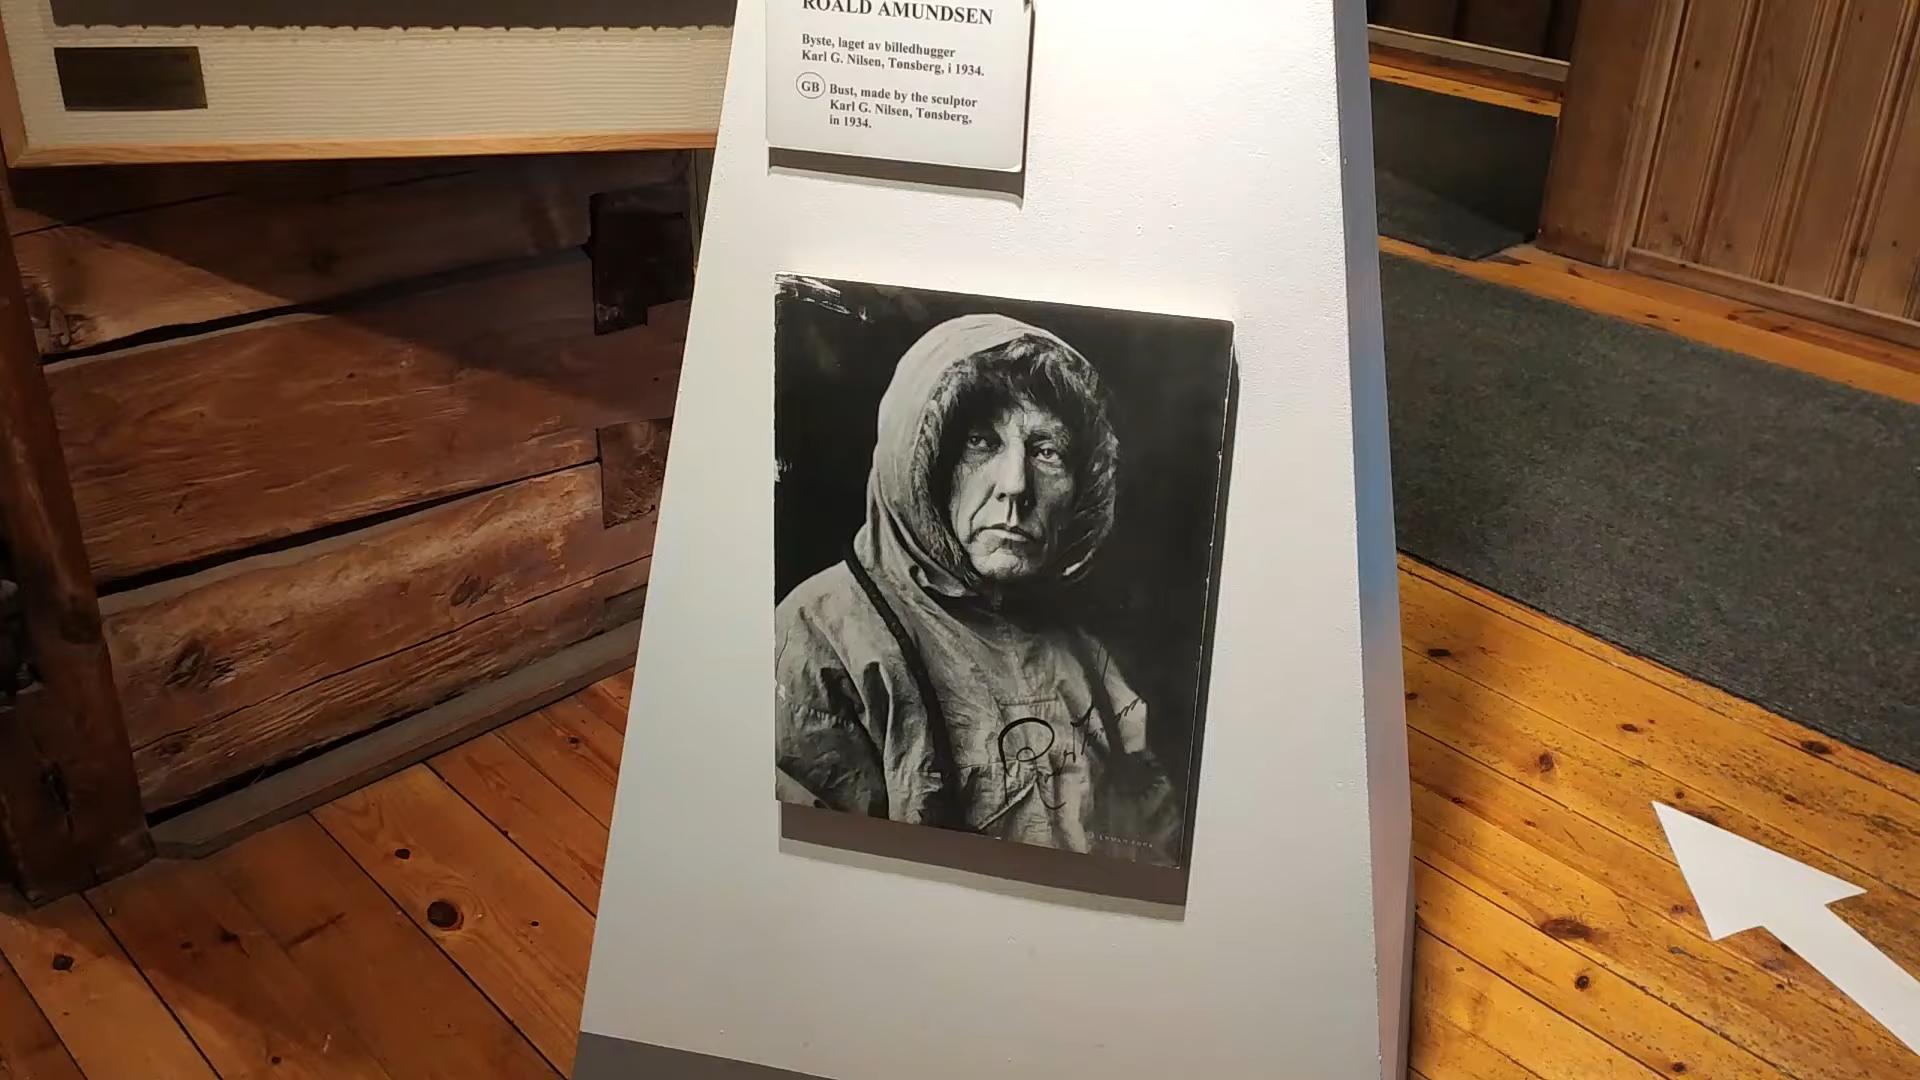 ROALD AMUNDSEN
Byste, laget av billedhugger
Karl G. Nilsen, Tønsberg, i 1934.
GB Bust, made by the sculptor
Karl G. Nilsen, Tønsberg,
in 1934.